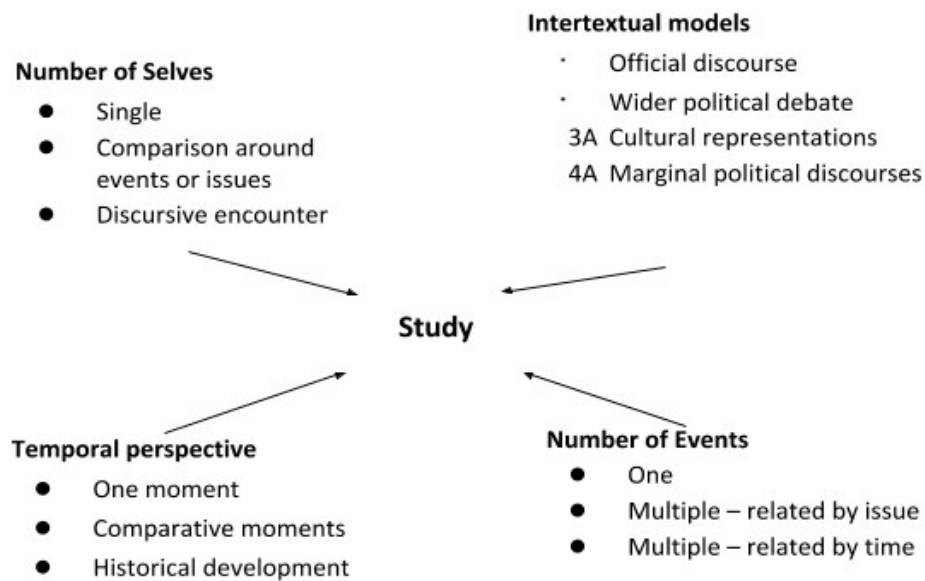 Number of Selves
● Single
● Comparison around
events or issues
● Discursive encounter
Intertextual models
· Official discourse
· Wider political debate
3A Cultural representations
4A Marginal political discourses
Study
Temporal perspective
● One moment
● Comparative moments
● Historical development
Number of Events
● One
● Multiple – related by issue
● Multiple – related by time